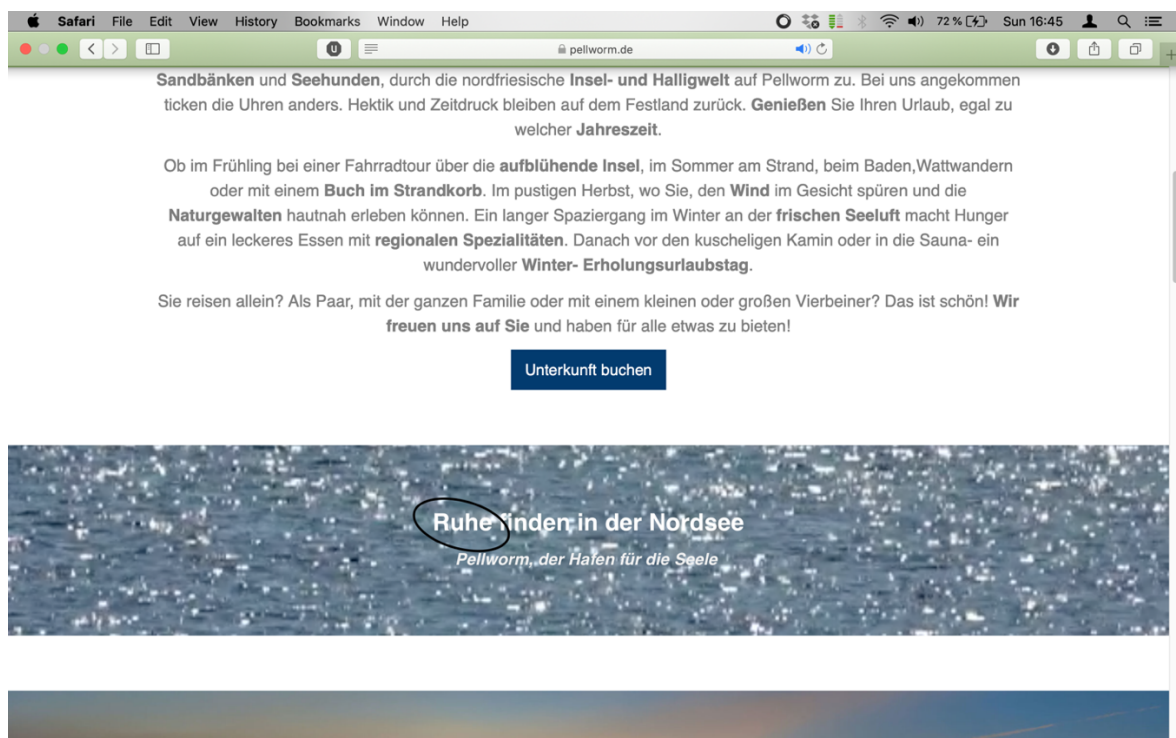 Safari File Edit View History Bookmarks Window Help 72 % Sun 16:45
pellworm.de
Sandbänken und Seehunden, durch die nordfriesische Insel- und Halligwelt auf Pellworm zu. Bei uns angekommen
ticken die Uhren anders. Hektik und Zeitdruck bleiben auf dem Festland zurück. Genießen Sie Ihren Urlaub, egal zu
welcher Jahreszeit.
Ob im Frühling bei einer Fahrradtour über die aufblühende Insel, im Sommer am Strand, beim Baden,Wattwandern
oder mit einem Buch im Strandkorb. Im pustigen Herbst, wo Sie, den Wind im Gesicht spüren und die
Naturgewalten hautnah erleben können. Ein langer Spaziergang im Winter an der frischen Seeluft macht Hunger
auf ein leckeres Essen mit regionalen Spezialitäten. Danach vor den kuscheligen Kamin oder in die Sauna- ein
wundervoller Winter- Erholungsurlaubstag.
Sie reisen allein? Als Paar, mit der ganzen Familie oder mit einem kleinen oder großen Vierbeiner? Das ist schön! Wir
freuen uns auf Sie und haben für alle etwas zu bieten!
Unterkunft buchen
Ruhe finden in der Nordsee
Pellworm, der Hafen für die Seele